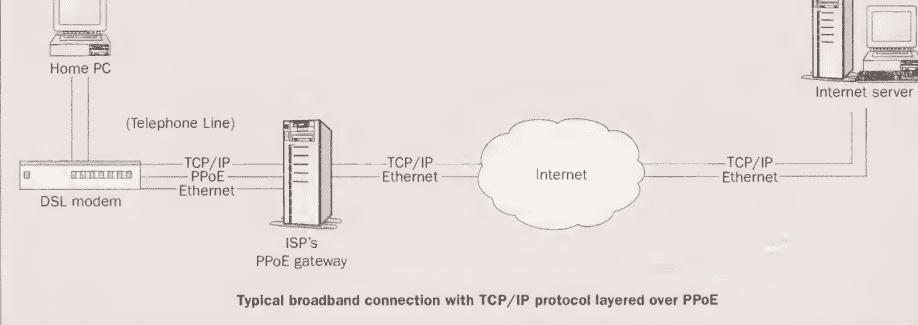 Home PC
Internet server
(Telephone Line)
TCP/IP
PPoE
Ethernet
TCP/IP
Ethernet
Internet
TCP/IP
Ethernet
DSL modem
ISP's
PPoE gateway
Typical broadband connection with TCP/IP protocol layered over PPoE